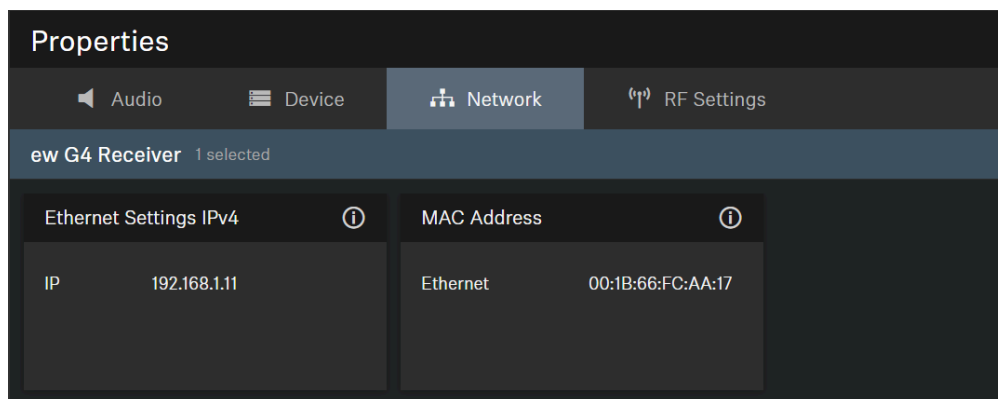 Properties
Audio Device Network RF Settings
ew G4 Receiver 1 selected
Ethernet Settings IPv4 MAC Address
IP 192.168.1.11 Ethernet 00:1B:66:FC:AA:17